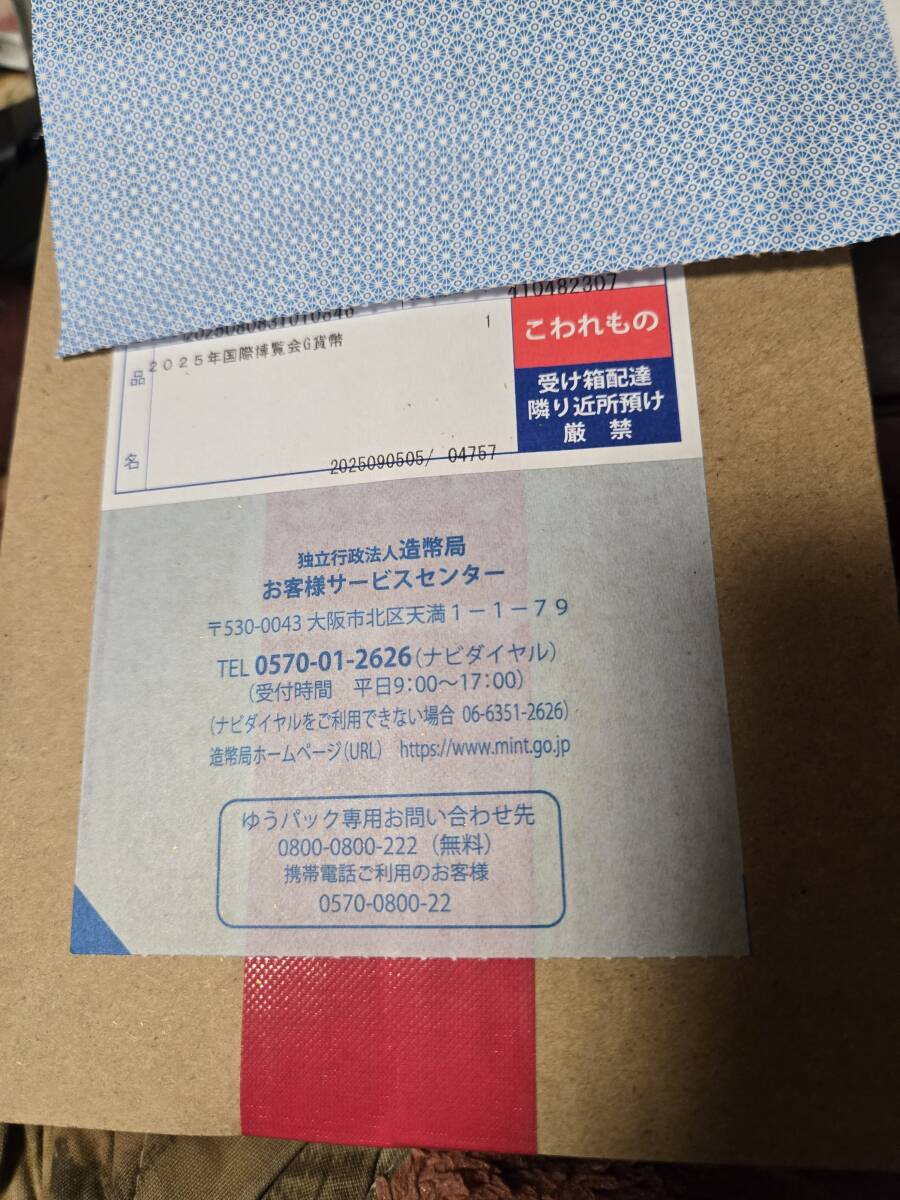 410482307
2025080831010846
こわれもの
品名
2025年国際博覧会G貨幣 1
受け箱配達
隣り近所預け
厳 禁
2025090505/ 04757
独立行政法人造幣局
お客様サービスセンター
〒530-0043 大阪市北区天満1-1-79
TEL 0570-01-2626(ナビダイヤル)
(受付時間 平日9:00～17:00)
(ナビダイヤルをご利用できない場合 06-6351-2626)
造幣局ホームページ(URL) https://www.mint.go.jp
ゆうパック専用お問い合わせ先
0800-0800-222(無料)
携帯電話ご利用のお客様
0570-0800-22